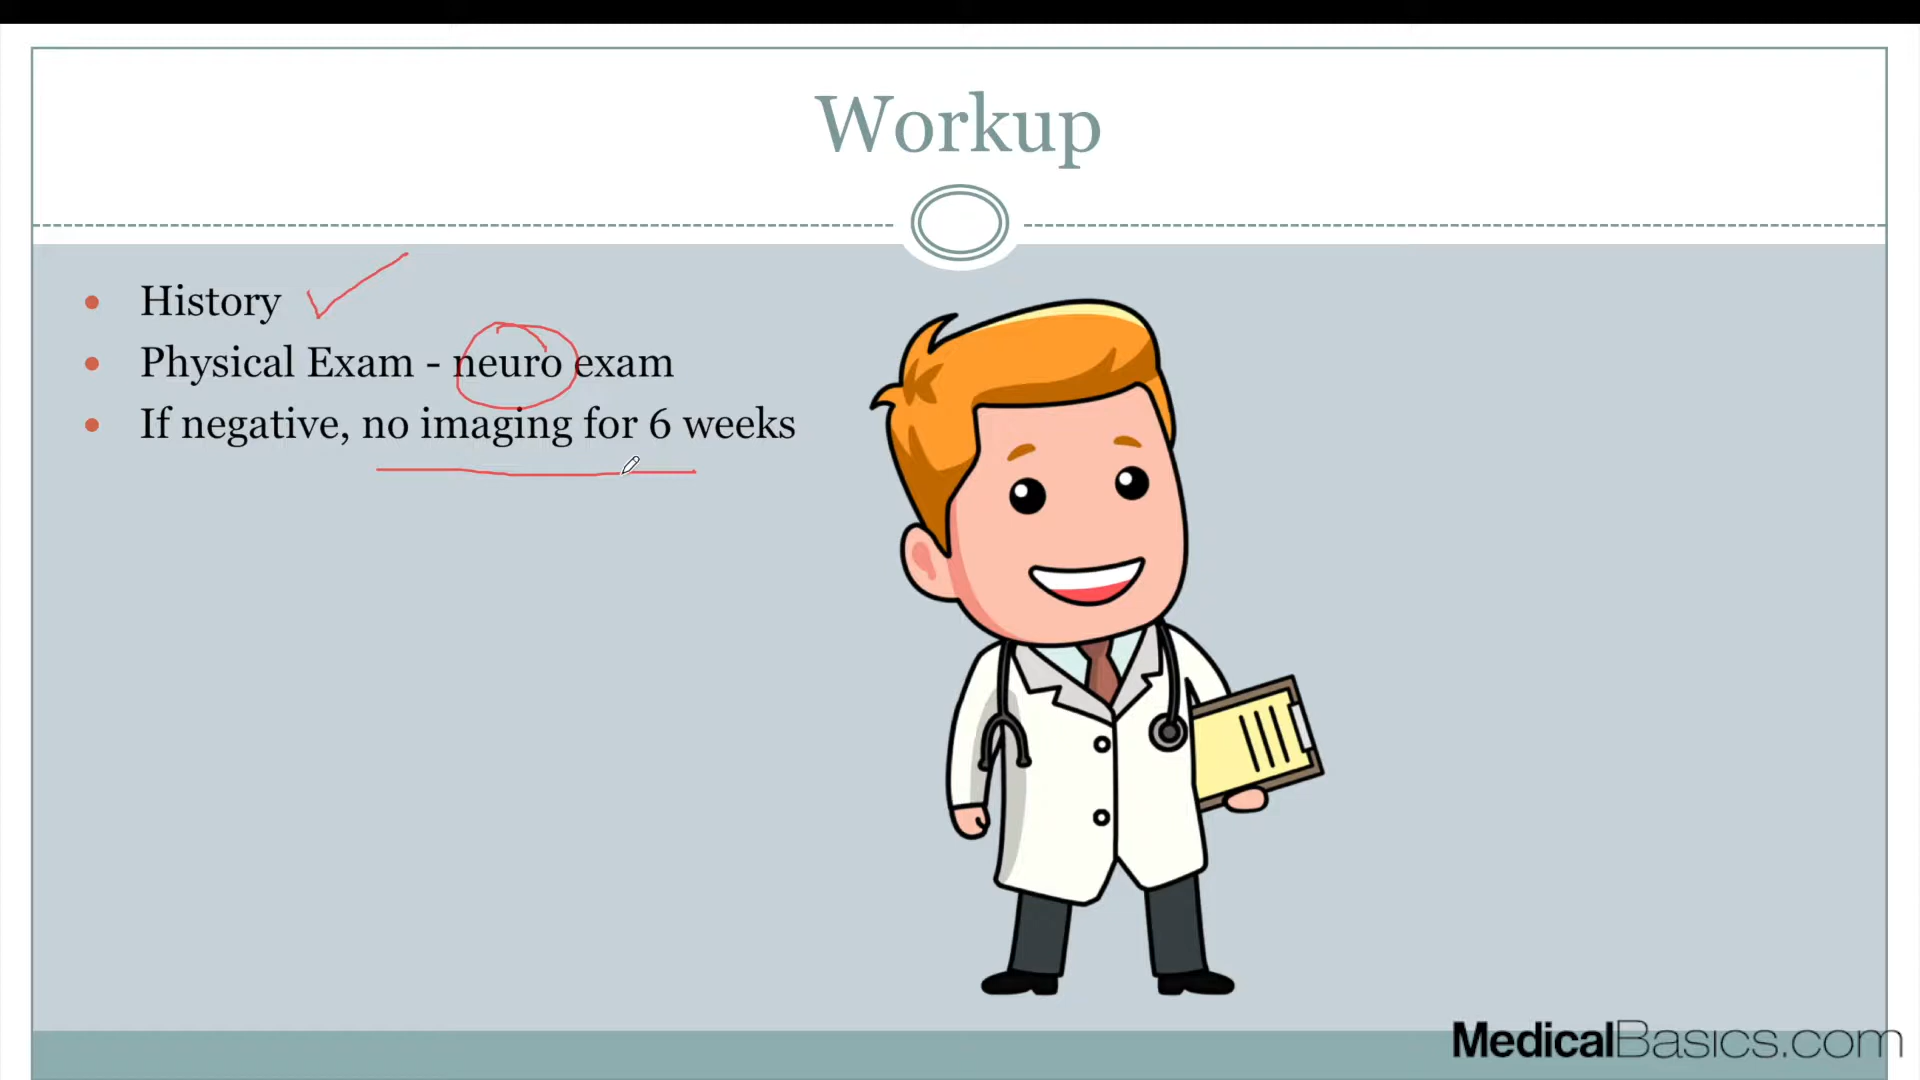 Workup
History
Physical Exam - neuro exam
If negative, no imaging for 6 weeks
MedicalBasics.com